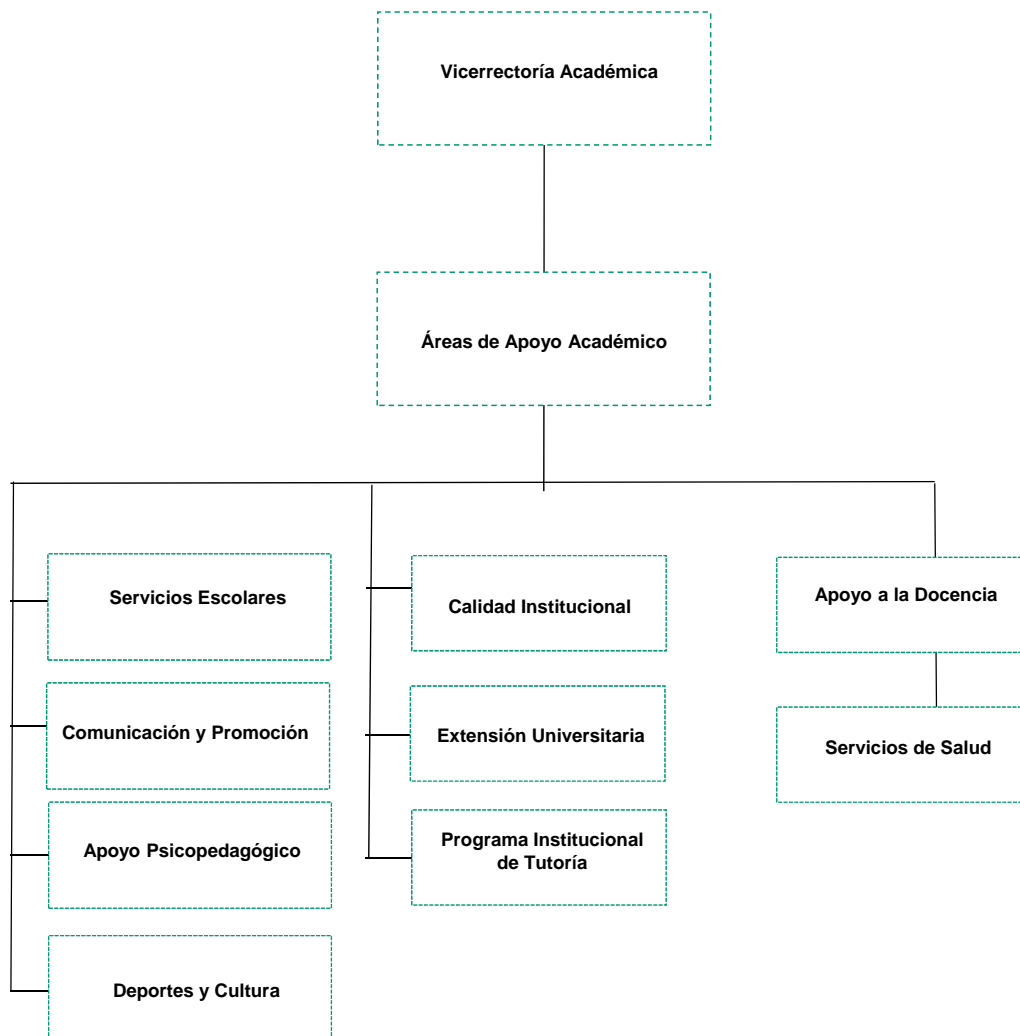 Vicerrectoría Académica
Áreas de Apoyo Académico
Servicios Escolares
Comunicación y Promoción
Apoyo Psicopedagógico
Deportes y Cultura
Calidad Institucional
Extensión Universitaria
Programa Institucional
de Tutoría
Apoyo a la Docencia
Servicios de Salud